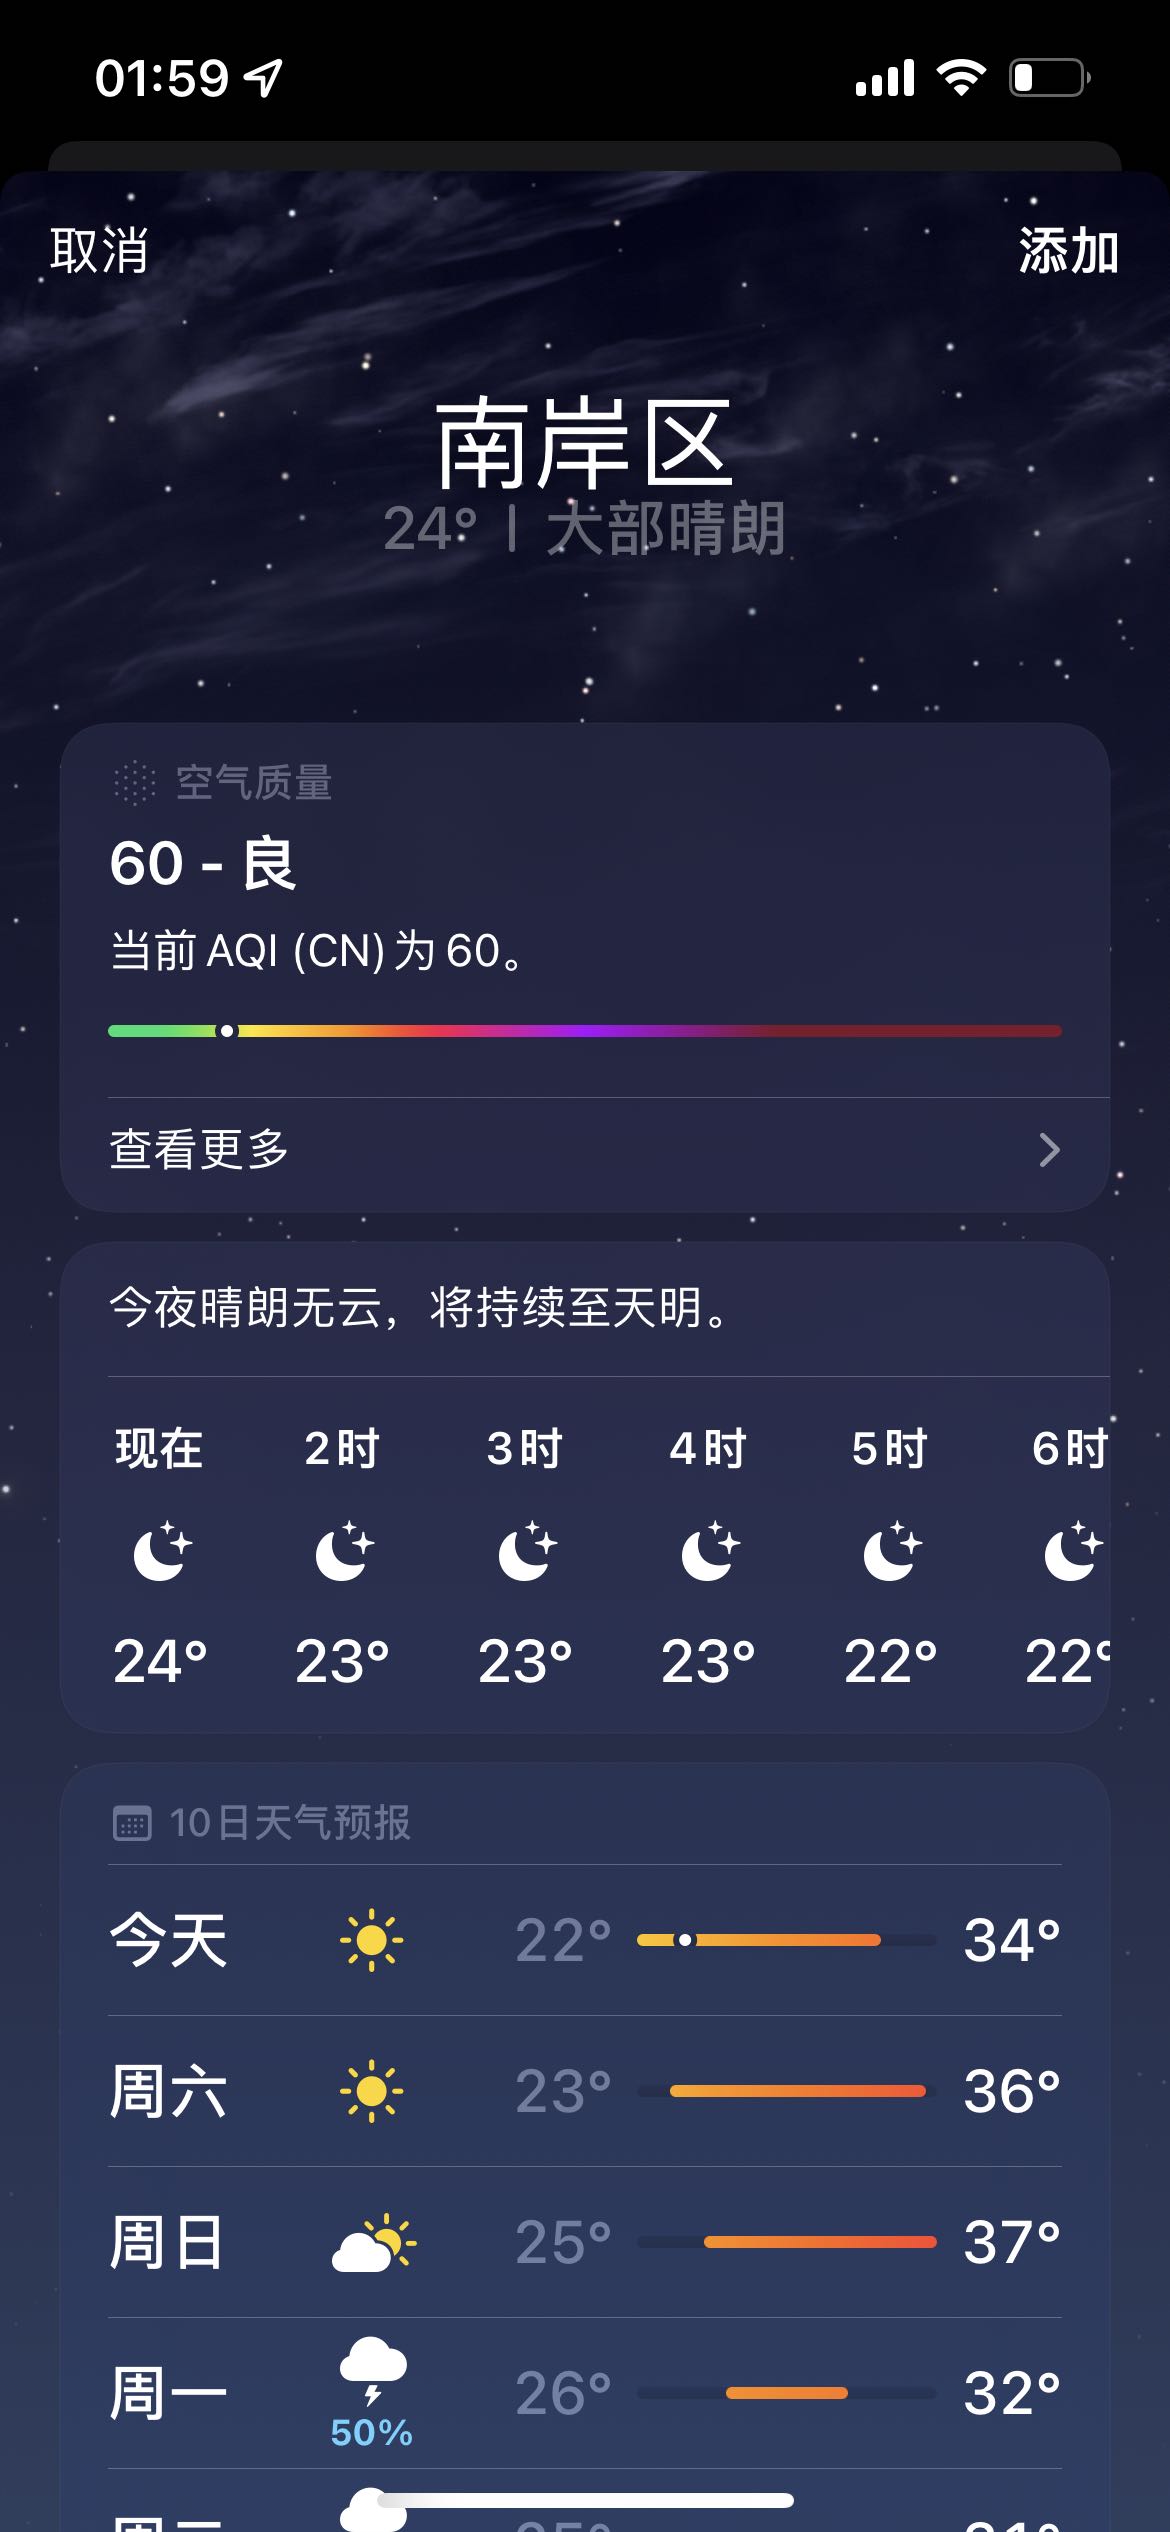 01:59
取消
添加
南岸区
24° | 大部晴朗
空气质量
60 - 良
当前 AQI (CN) 为 60。
查看更多
今夜晴朗无云，将持续至天明。
现在 2时 3时 4时 5时 6时
24° 23° 23° 23° 22° 22°
10日天气预报
今天 22° 34°
周六 23° 36°
周日 25° 37°
周一 50% 26° 32°